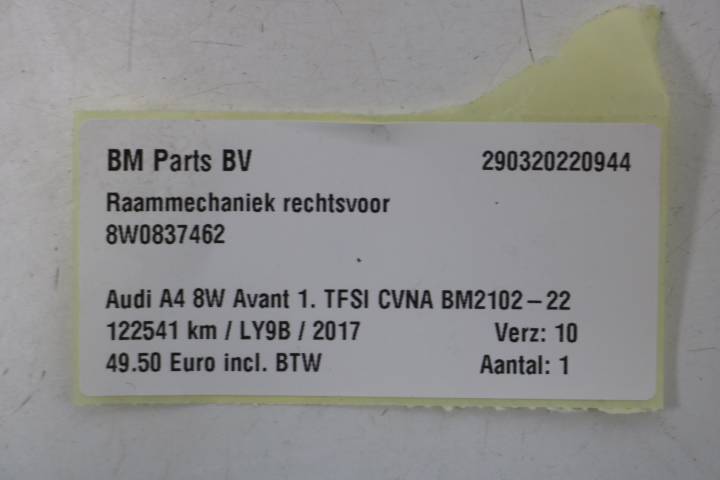 BM Parts BV 290320220944
Raammechaniek rechtsvoor
8W0837462
Audi A4 8W Avant 1. TFSI CVNA BM2102-22
122541 km / LY9B / 2017 Verz: 10
49.50 Euro incl. BTW Aantal: 1